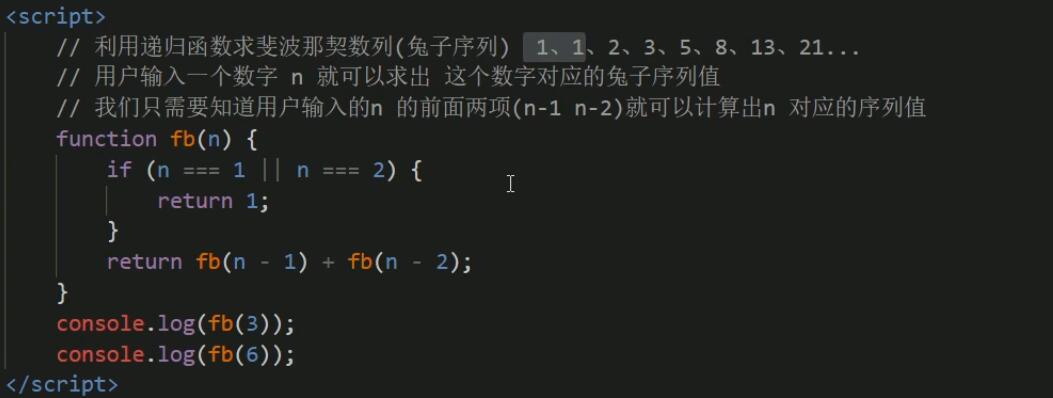 <script>
// 利用递归函数求斐波那契数列(兔子序列)  1、1、2、3、5、8、13、21...
// 用户输入一个数字 n 就可以求出 这个数字对应的兔子序列值
// 我们只需要知道用户输入的n 的前面两项(n-1 n-2)就可以计算出n 对应的序列值
function fb(n) {
if (n === 1 || n === 2) {
return 1;
}
return fb(n - 1) + fb(n - 2);
}
console.log(fb(3));
console.log(fb(6));
</script>